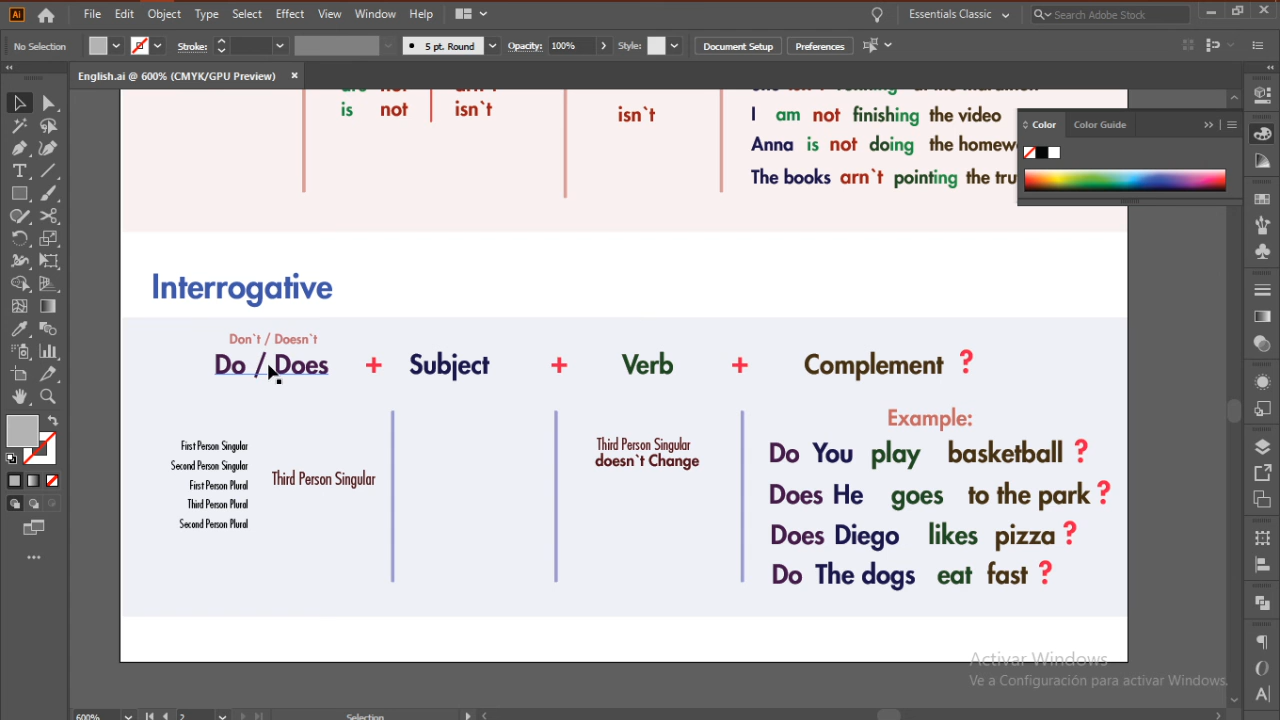 File Edit Object Type Select Effect View Window Help
Essentials Classic
Search Adobe Stock
No Selection
Stroke:
5 pt. Round
Opacity: 100%
Style:
Document Setup
Preferences
English.ai @ 600% (CMYK/GPU Preview)
is not isn`t
isn`t
I am not finishing the video
Anna is not doing the homew
The books arn`t pointing the tru
Color
Color Guide
Interrogative
Don`t / Doesn`t
Do / Does + Subject + Verb + Complement ?
First Person Singular
Second Person Singular
First Person Plural
Third Person Plural
Second Person Plural
Third Person Singular
Third Person Singular
doesn`t Change
Example:
Do You play basketball ?
Does He goes to the park ?
Does Diego likes pizza ?
Do The dogs eat fast ?
Activar Windows
Ve a Configuración para activar Windows.
600%
2
Selection